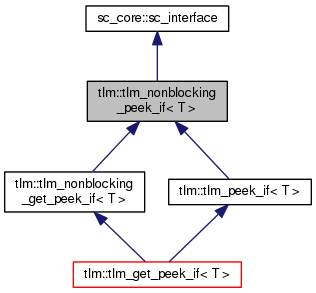 sc_core::sc_interface
tlm::tlm_nonblocking
_peek_if< T >
tlm::tlm_nonblocking
_get_peek_if< T >
tlm::tlm_peek_if< T >
tlm::tlm_get_peek_if< T >